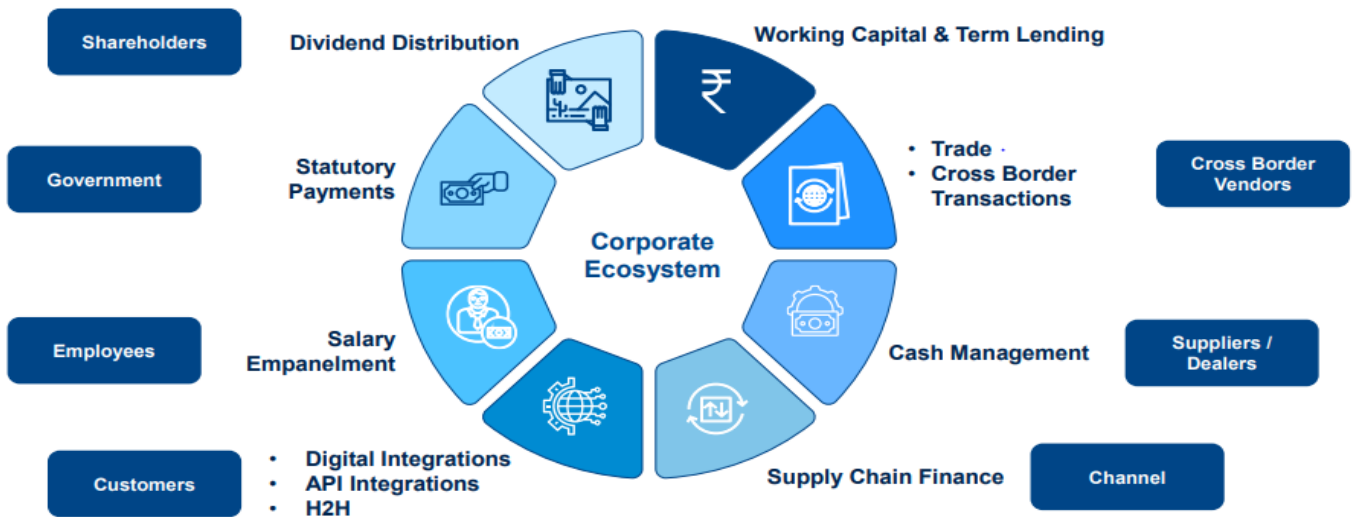 Shareholders
Dividend Distribution
Working Capital & Term Lending
₹
Government
Statutory
Payments
• Trade
• Cross Border
Transactions
Cross Border
Vendors
Corporate
Ecosystem
Employees
Salary
Empanelment
Cash Management
Suppliers /
Dealers
Customers
• Digital Integrations
• API Integrations
• H2H
Supply Chain Finance
Channel